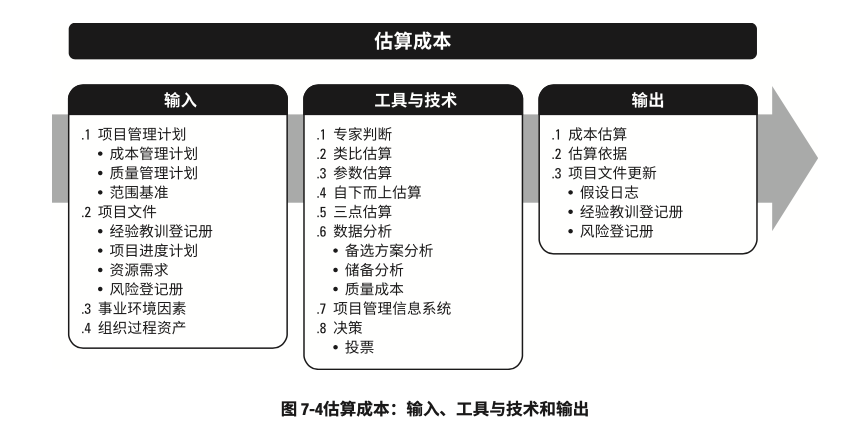 估算成本
输入
.1 项目管理计划
• 成本管理计划
• 质量管理计划
• 范围基准
.2 项目文件
• 经验教训登记册
• 项目进度计划
• 资源需求
• 风险登记册
.3 事业环境因素
.4 组织过程资产
工具与技术
.1 专家判断
.2 类比估算
.3 参数估算
.4 自下而上估算
.5 三点估算
.6 数据分析
• 备选方案分析
• 储备分析
• 质量成本
.7 项目管理信息系统
.8 决策
• 投票
输出
.1 成本估算
.2 估算依据
.3 项目文件更新
• 假设日志
• 经验教训登记册
• 风险登记册
图 7-4估算成本：输入、工具与技术和输出